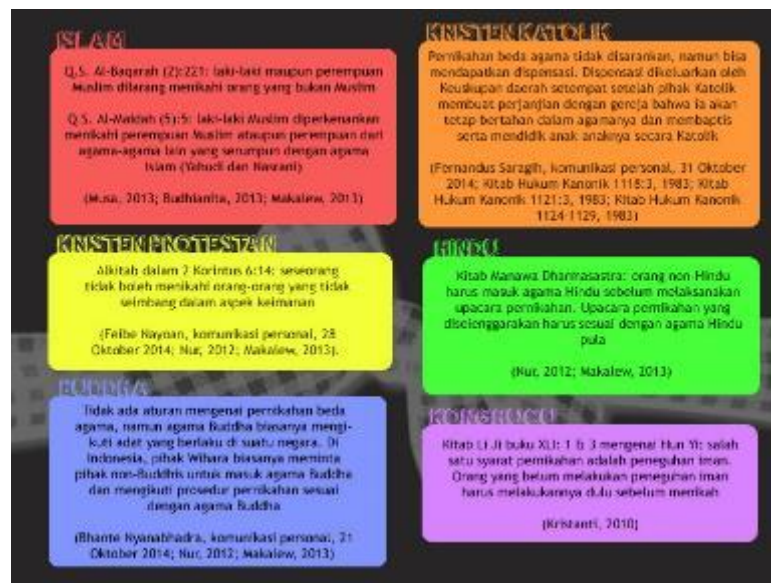 ISLAM
Q.S. Al-Baqarah (2):221: laki-laki maupun perempuan
Muslim dilarang menikahi orang yang bukan Muslim
Q.S. Al-Maidah (5):5: laki-laki Muslim diperkenankan
menikahi perempuan Muslim ataupun perempuan dari
agama-agama lain yang serumpun dengan agama
Islam (Yahudi dan Nasrani)
(Musa, 2013; Budhianita, 2013; Makalew, 2013)
KRISTEN PROTESTAN
Alkitab dalam 2 Korintus 6:14: seseorang
tidak boleh menikahi orang-orang yang tidak
seimbang dalam aspek keimanan
(Feibe Nayoan, komunikasi personal, 28
Oktober 2014; Nur, 2012; Makalew, 2013).
BUDDHA
Tidak ada aturan mengenai pernikahan beda
agama, namun agama Buddha biasanya mengi-
kuti adat yang berlaku di suatu negara. Di
Indonesia, pihak Wihara biasanya meminta
pihak non-Buddhis untuk masuk agama Buddha
dan mengikuti prosedur pernikahan sesuai
dengan agama Buddha
(Bhante Nyanabhadra, komunikasi personal, 21
Oktober 2014; Nur, 2012; Makalew, 2013)
KRISTEN KATOLIK
Pernikahan beda agama tidak disarankan, namun bisa
mendapatkan dispensasi. Dispensasi dikeluarkan oleh
Keuskupan daerah setempat setelah pihak Katolik
membuat perjanjian dengan gereja bahwa ia akan
tetap bertahan dalam agamanya dan membaptis
serta mendidik anak anaknya secara Katolik
(Fernandus Saragih, komunikasi personal, 31 Oktober
2014; Kitab Hukum Kanonik 1118:3, 1983; Kitab
Hukum Kanonik 1121:3, 1983; Kitab Hukum Kanonik
1124-1129, 1983)
HINDU
Kitab Manawa Dharmasastra: orang non-Hindu
harus masuk agama Hindu sebelum melaksanakan
upacara pernikahan. Upacara pernikahan yang
diselenggarakan harus sesuai dengan agama Hindu
pula
(Nur, 2012; Makalew, 2013)
KONGHUCU
Kitab Li Ji buku XLI: 1 & 3 mengenai Hun Yi: salah
satu syarat pernikahan adalah peneguhan iman.
Orang yang belum melakukan peneguhan iman
harus melakukannya dulu sebelum menikah
(Kristanti, 2010)